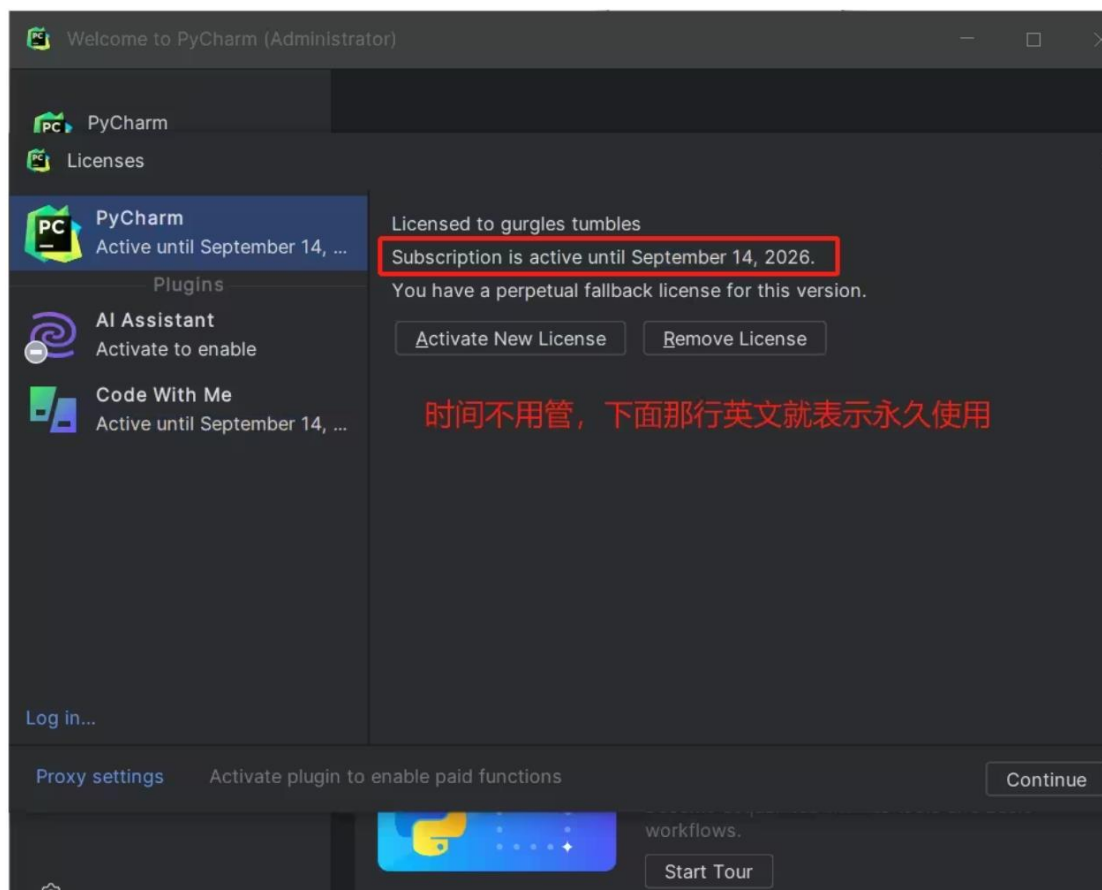 Welcome to PyCharm (Administrator)
PyCharm
Licenses
PyCharm
Active until September 14, ...
Plugins
AI Assistant
Activate to enable
Code With Me
Active until September 14, ...
Log in...
Licensed to gurgles tumbles
Subscription is active until September 14, 2026.
You have a perpetual fallback license for this version.
Activate New License
Remove License
时间不用管，下面那行英文就表示永久使用
Proxy settings
Activate plugin to enable paid functions
Continue
workflows.
Start Tour